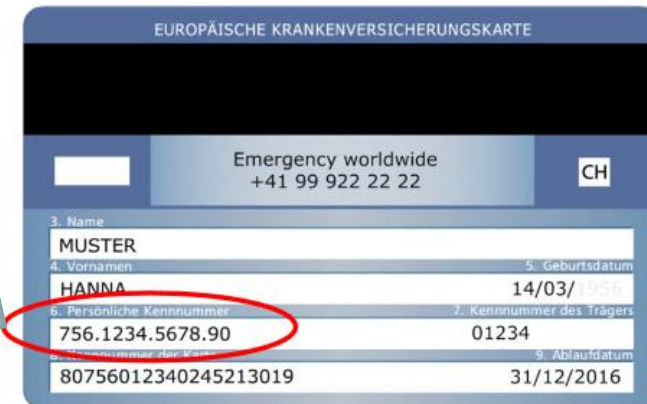 EUROPÄISCHE KRANKENVERSICHERUNGSKARTE
Emergency worldwide
+41 99 922 22 22
CH
3. Name
MUSTER
4. Vornamen 5. Geburtsdatum
HANNA 14/03/1956
6. Persönliche Kennnummer 7. Kennnummer des Trägers
756.1234.5678.90 01234
8. Kennnummer der Karte 9. Ablaufdatum
80756012340245213019 31/12/2016